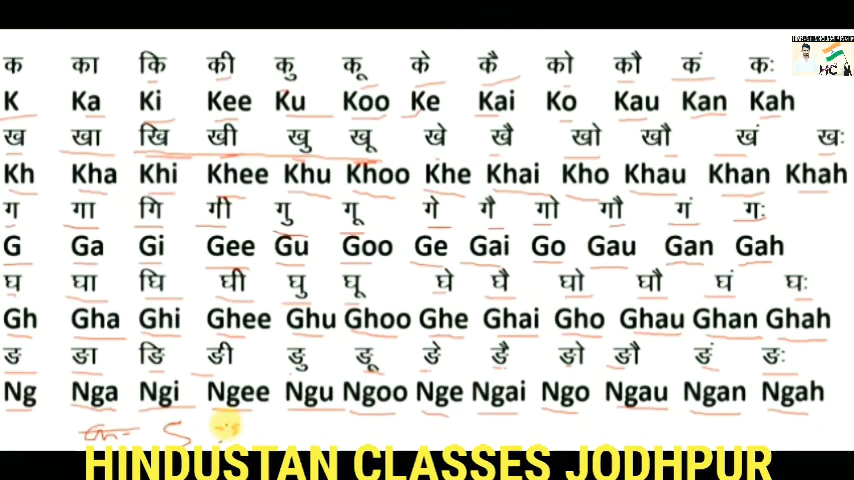 क का कि की कु कू के कै को कौ कं कः
K Ka Ki Kee Ku Koo Ke Kai Ko Kau Kan Kah
ख खा खि खी खु खू खे खै खो खौ खं खः
Kh Kha Khi Khee Khu Khoo Khe Khai Kho Khau Khan Khah
ग गा गि गी गु गू गे गै गो गौ गं गः
G Ga Gi Gee Gu Goo Ge Gai Go Gau Gan Gah
घ घा घि घी घु घू घे घै घो घौ घं घः
Gh Gha Ghi Ghee Ghu Ghoo Ghe Ghai Gho Ghau Ghan Ghah
ङ ङा ङि ङी ङु ङू ङे ङै ङो ङौ ङं ङः
Ng Nga Ngi Ngee Ngu Ngoo Nge Ngai Ngo Ngau Ngan Ngah
HINDUSTAN CLASSES JODHPUR